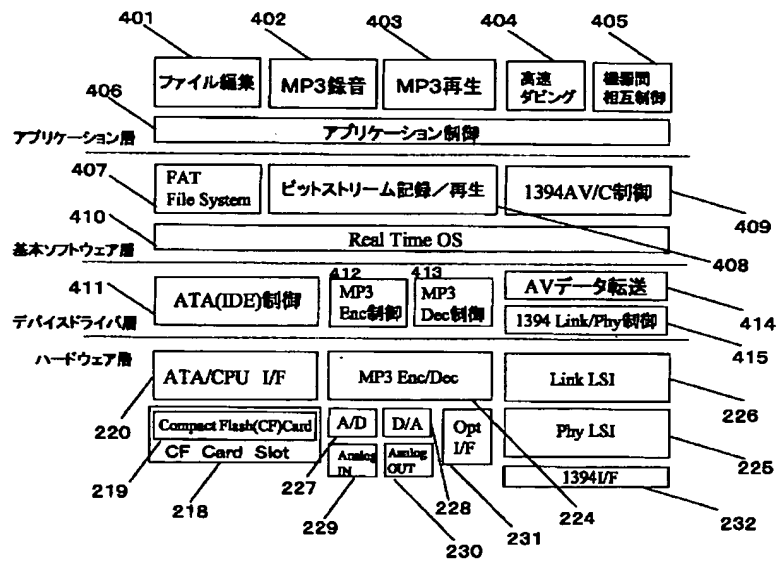 401 402 403 404 405
ファイル編集 MP3録音 MP3再生 高速ダビング 機器間相互制御
406
アプリケーション制御
アプリケーション層
407
FAT File System ビットストリーム記録／再生 1394AV/C制御
409
410
Real Time OS
408
基本ソフトウェア層
411
ATA(IDE)制御 412 MP3 Enc制御 413 MP3 Dec制御 AVデータ転送
414
デバイスドライバ層
1394 Link/Phy制御
415
ハードウェア層
ATA/CPU I/F MP3 Enc/Dec Link LSI
220 226
Compact Flash(CF)Card A/D D/A Opt I/F Phy LSI
CF Card Slot Analog IN Analog OUT
225
219 227 1394I/F
218 229 228 231 224 232
230